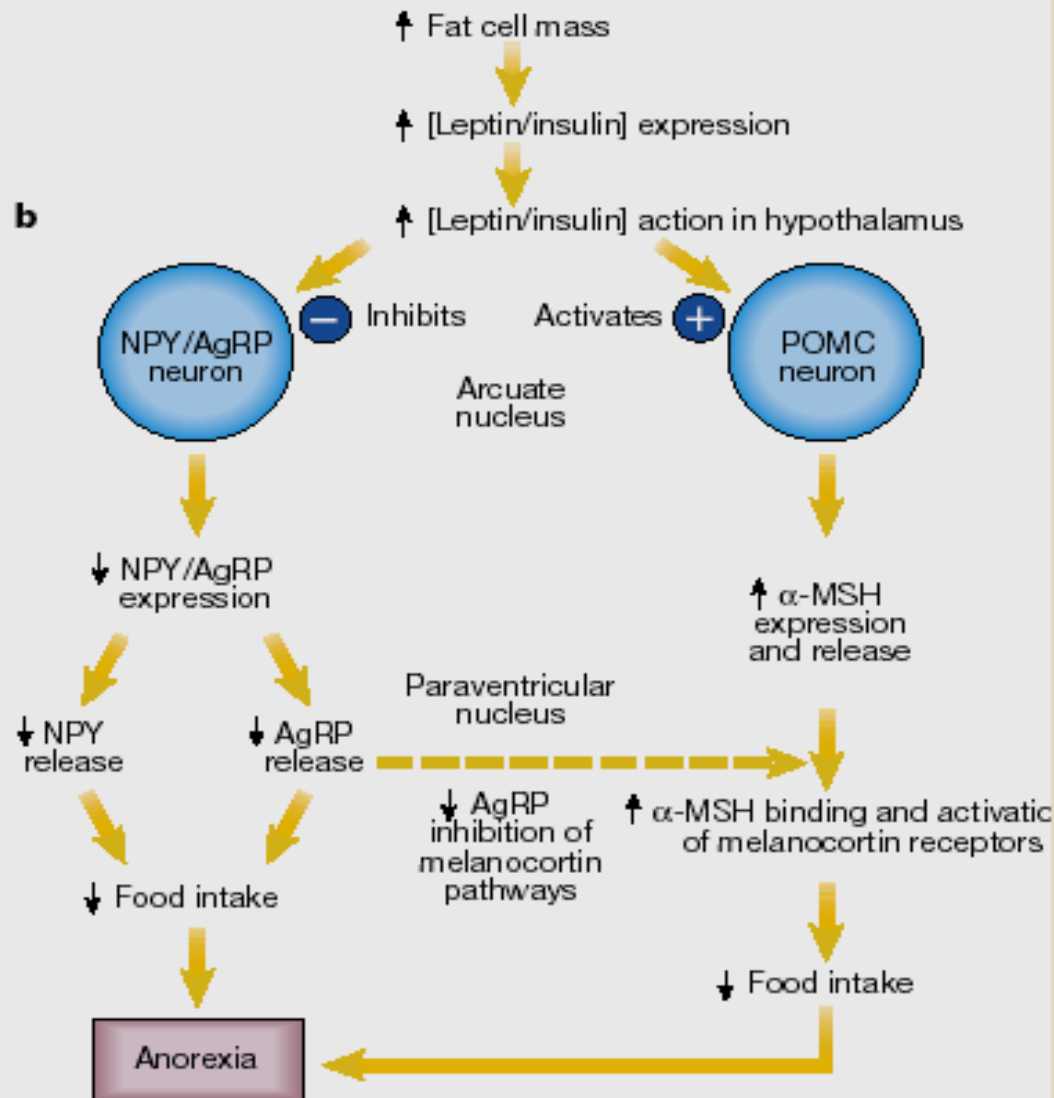 ↑ Fat cell mass
↑ [Leptin/insulin] expression
b
↑ [Leptin/insulin] action in hypothalamus
NPY/AgRP
neuron
− Inhibits
Activates +
POMC
neuron
Arcuate
nucleus
↓ NPY/AgRP
expression
↑ α-MSH
expression
and release
Paraventricular
nucleus
↓ NPY
release
↓ AgRP
release
↓ AgRP
inhibition of
melanocortin
pathways
↑ α-MSH binding and activatio
of melanocortin receptors
↓ Food intake
↓ Food intake
Anorexia